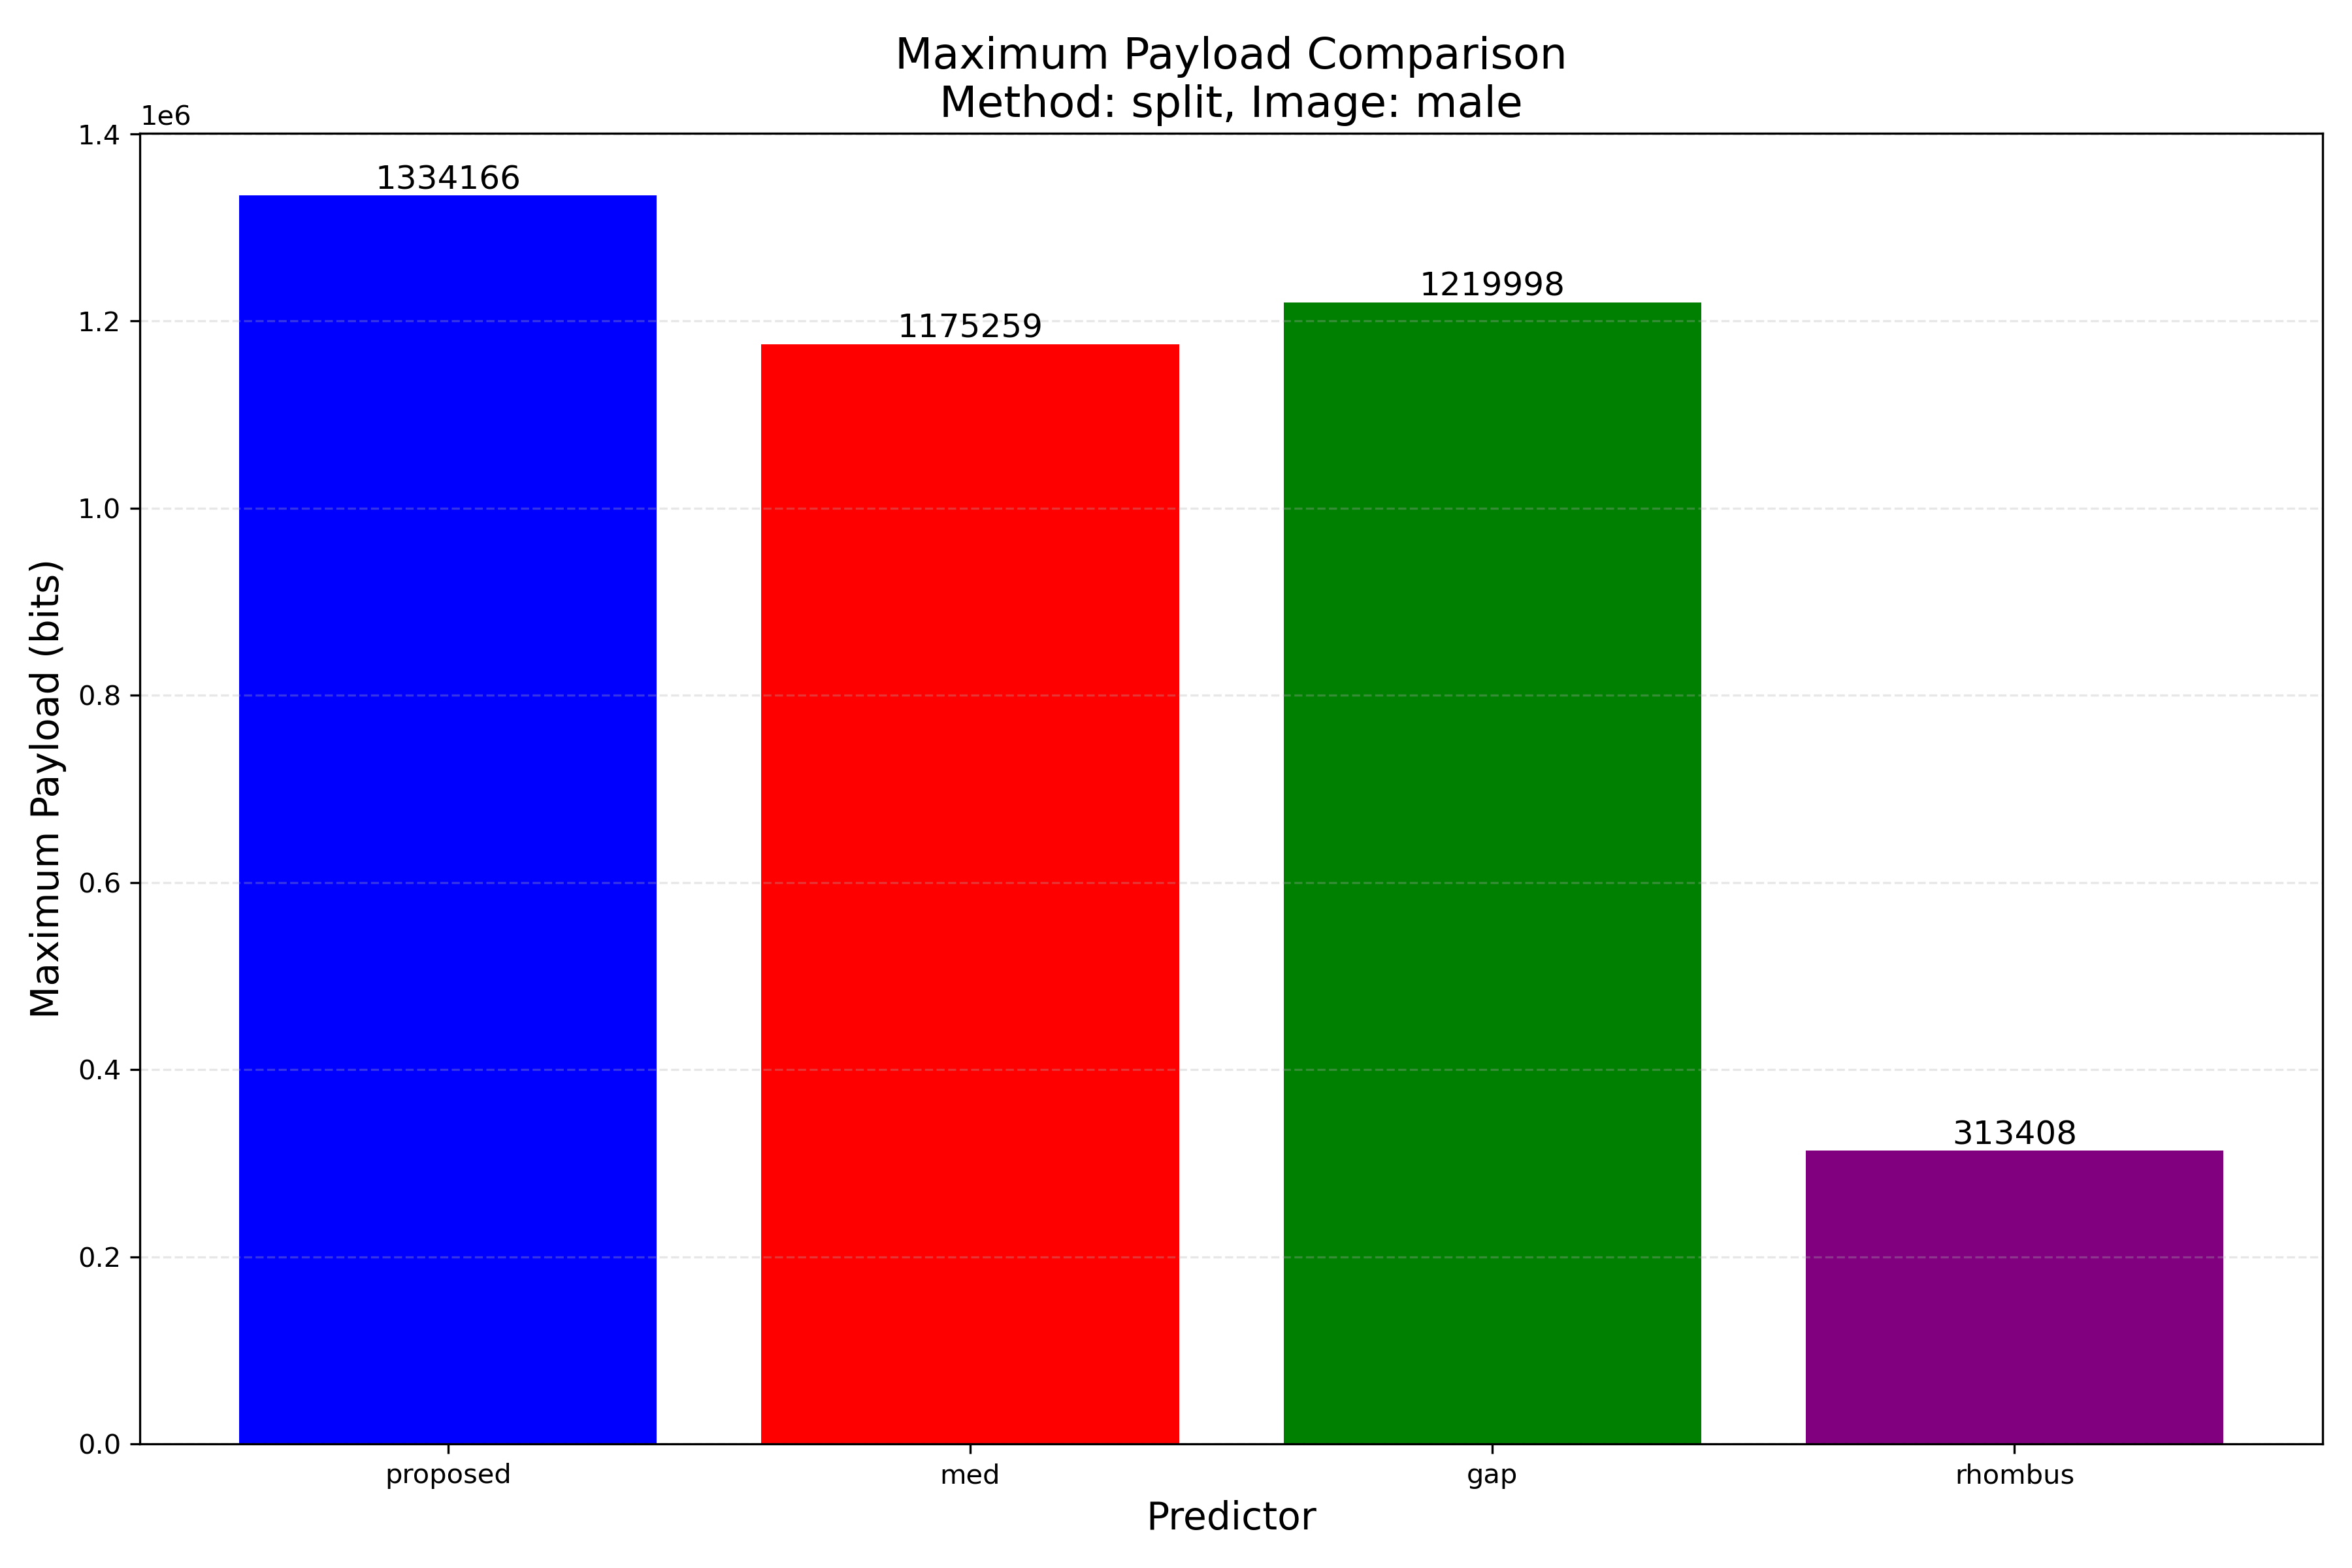 Maximum Payload Comparison
Method: split, Image: male
1e6
1.4
1.2
1.0
0.8
0.6
0.4
0.2
0.0
Maximum Payload (bits)
1334166
1175259
1219998
313408
proposed
med
gap
rhombus
Predictor